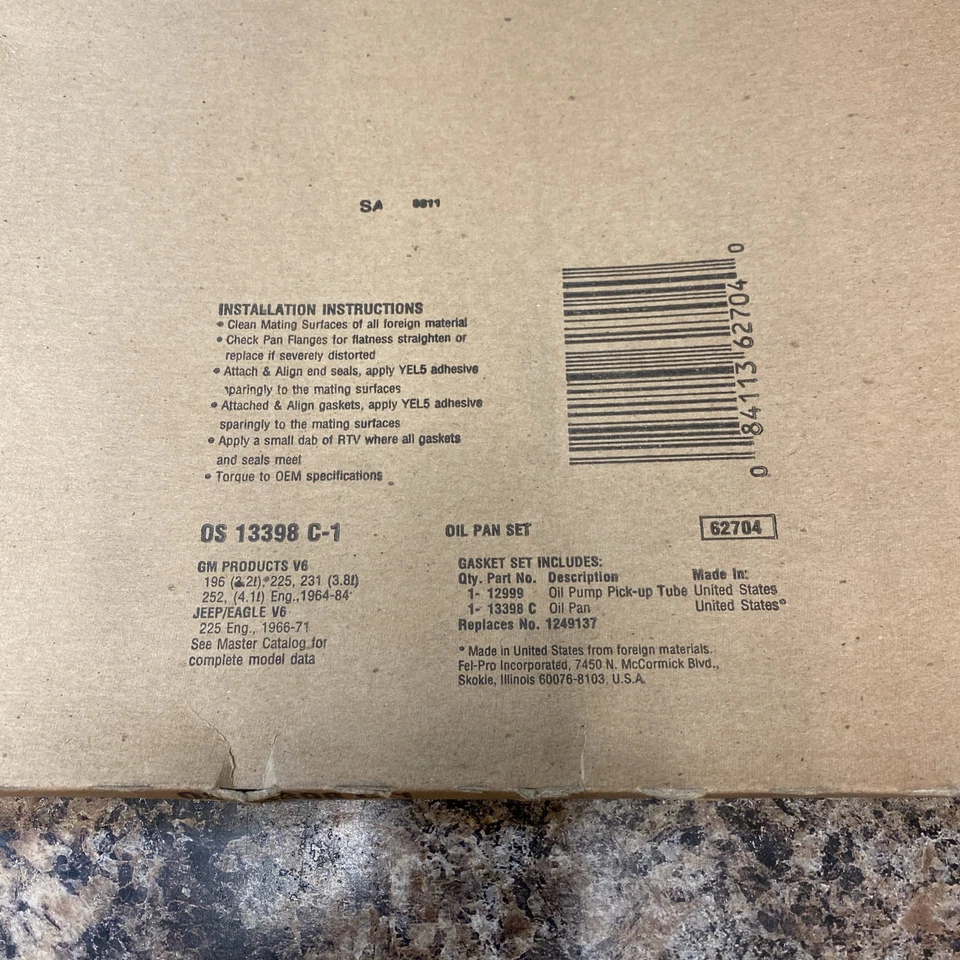 SA
INSTALLATION INSTRUCTIONS
• Clean Mating Surfaces of all foreign material
• Check Pan Flanges for flatness straighten or
replace if severely distorted
• Attach & Align end seals, apply YEL5 adhesive
sparingly to the mating surfaces
• Attached & Align gaskets, apply YEL5 adhesive
sparingly to the mating surfaces
• Apply a small dab of RTV where all gaskets
and seals meet
• Torque to OEM specifications
0 84113 62704 0
OS 13398 C-1
OIL PAN SET
62704
GM PRODUCTS V6
196 (3.2ℓ), 225, 231 (3.8ℓ)
252, (4.1ℓ) Eng.,1964-84
JEEP/EAGLE V6
225 Eng., 1966-71
See Master Catalog for
complete model data
GASKET SET INCLUDES:
Qty. Part No. Description Made In:
1- 12999 Oil Pump Pick-up Tube United States
1- 13398 C Oil Pan United States*
Replaces No. 1249137
* Made in United States from foreign materials.
Fel-Pro Incorporated, 7450 N. McCormick Blvd.,
Skokie, Illinois 60076-8103, U.S.A.